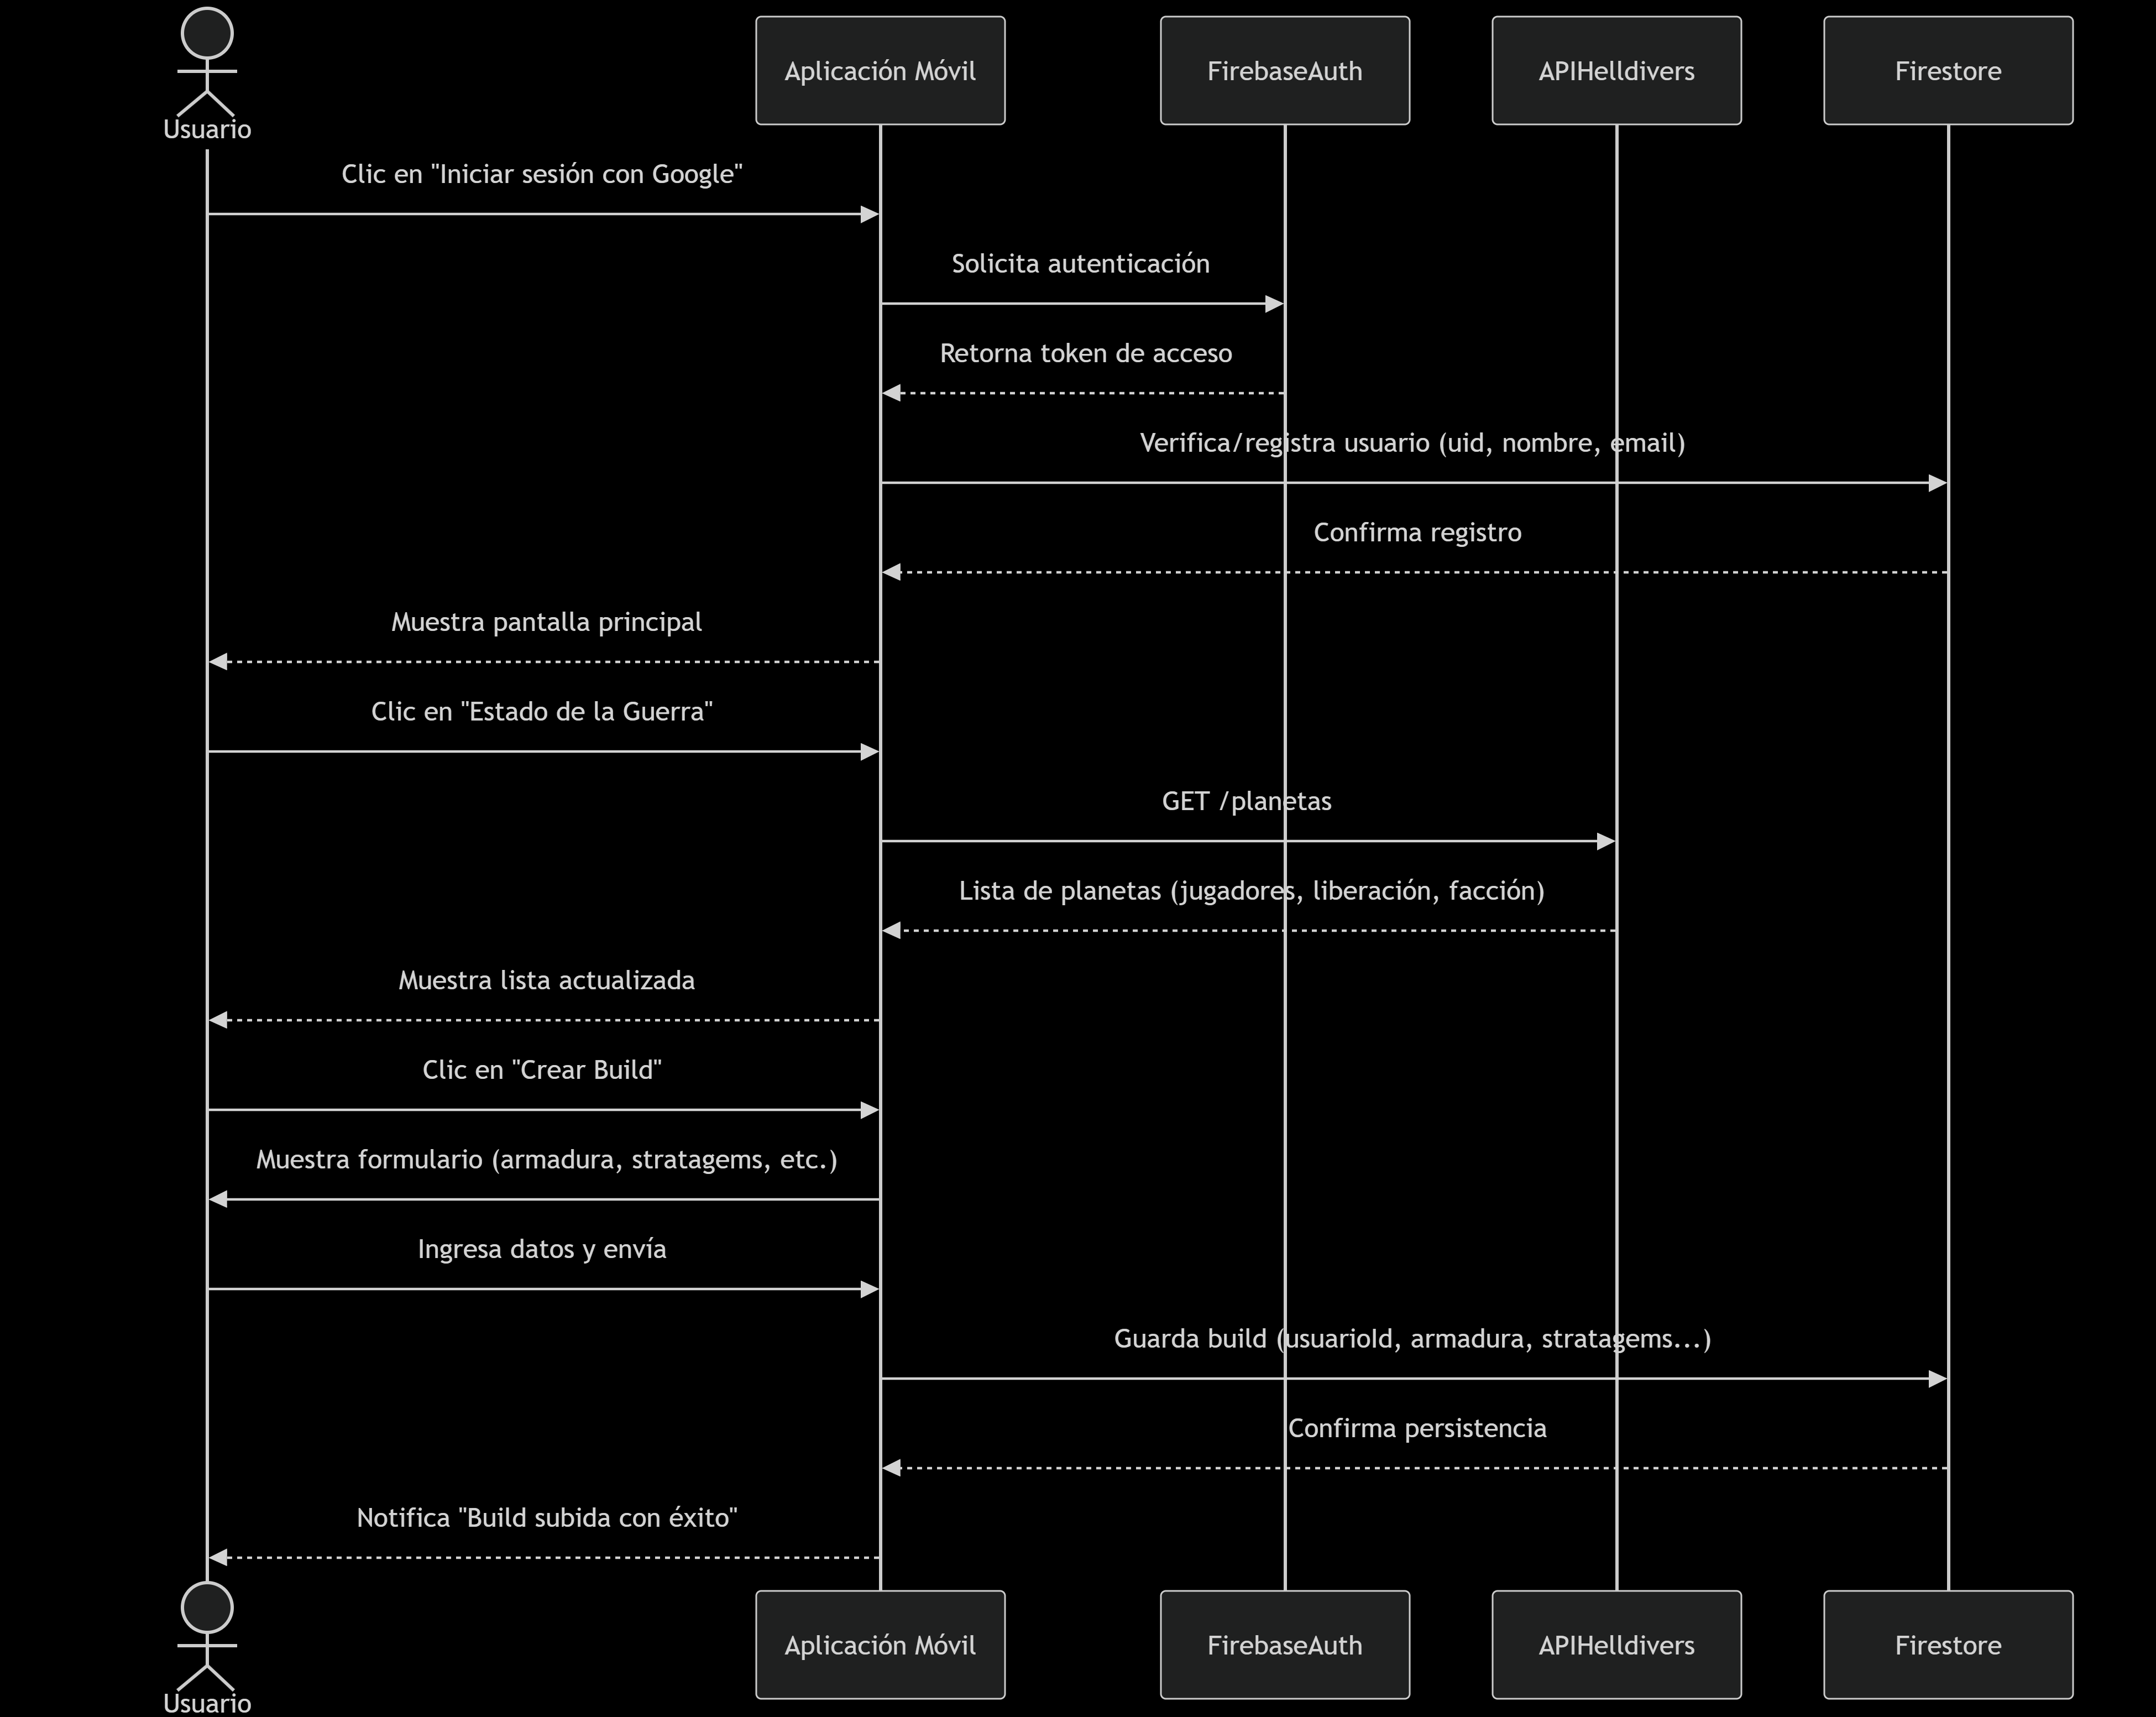 Usuario
Aplicación Móvil
FirebaseAuth
APIHelldivers
Firestore
Clic en "Iniciar sesión con Google"
Solicita autenticación
Retorna token de acceso
Verifica/registra usuario (uid, nombre, email)
Confirma registro
Muestra pantalla principal
Clic en "Estado de la Guerra"
GET /planetas
Lista de planetas (jugadores, liberación, facción)
Muestra lista actualizada
Clic en "Crear Build"
Muestra formulario (armadura, stratagems, etc.)
Ingresa datos y envía
Guarda build (usuarioId, armadura, stratagems...)
Confirma persistencia
Notifica "Build subida con éxito"
Usuario
Aplicación Móvil
FirebaseAuth
APIHelldivers
Firestore